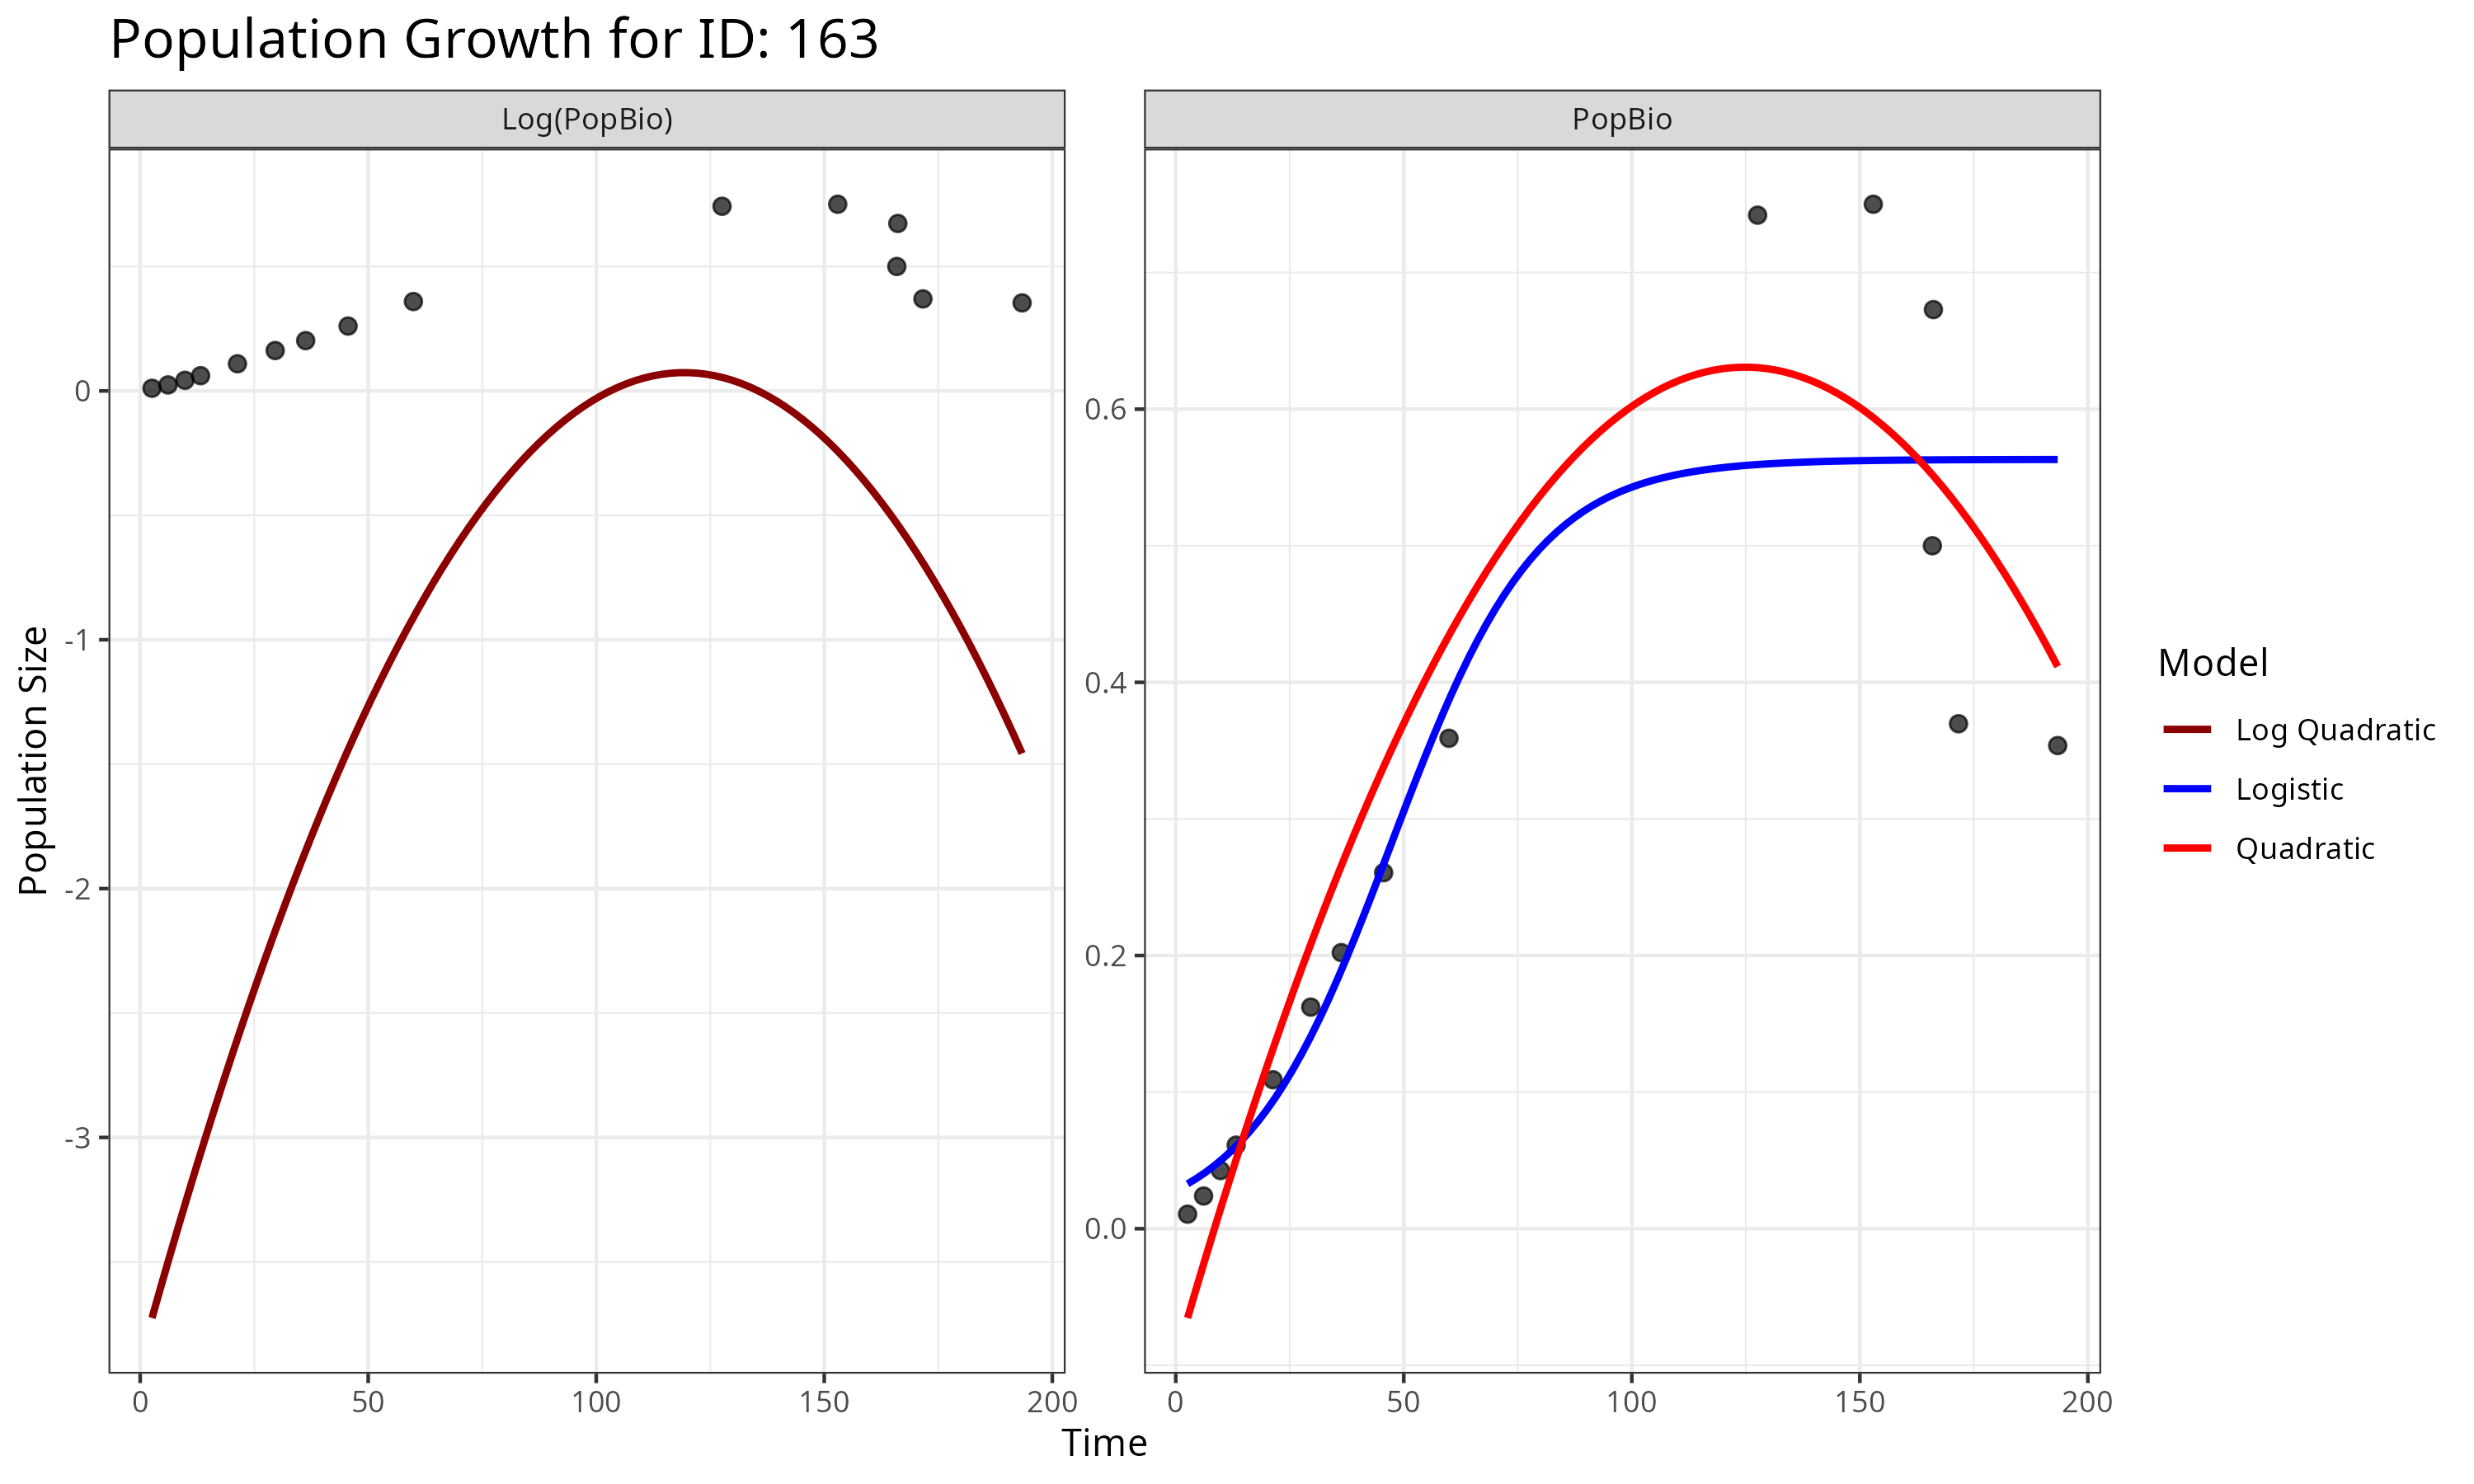 Population Growth for ID: 163
Log(PopBio)
PopBio
Population Size
0
-1
-2
-3
0.6
0.4
0.2
0.0
0 50 100 150 200
0 50 100 150 200
Time
Model
Log Quadratic
Logistic
Quadratic